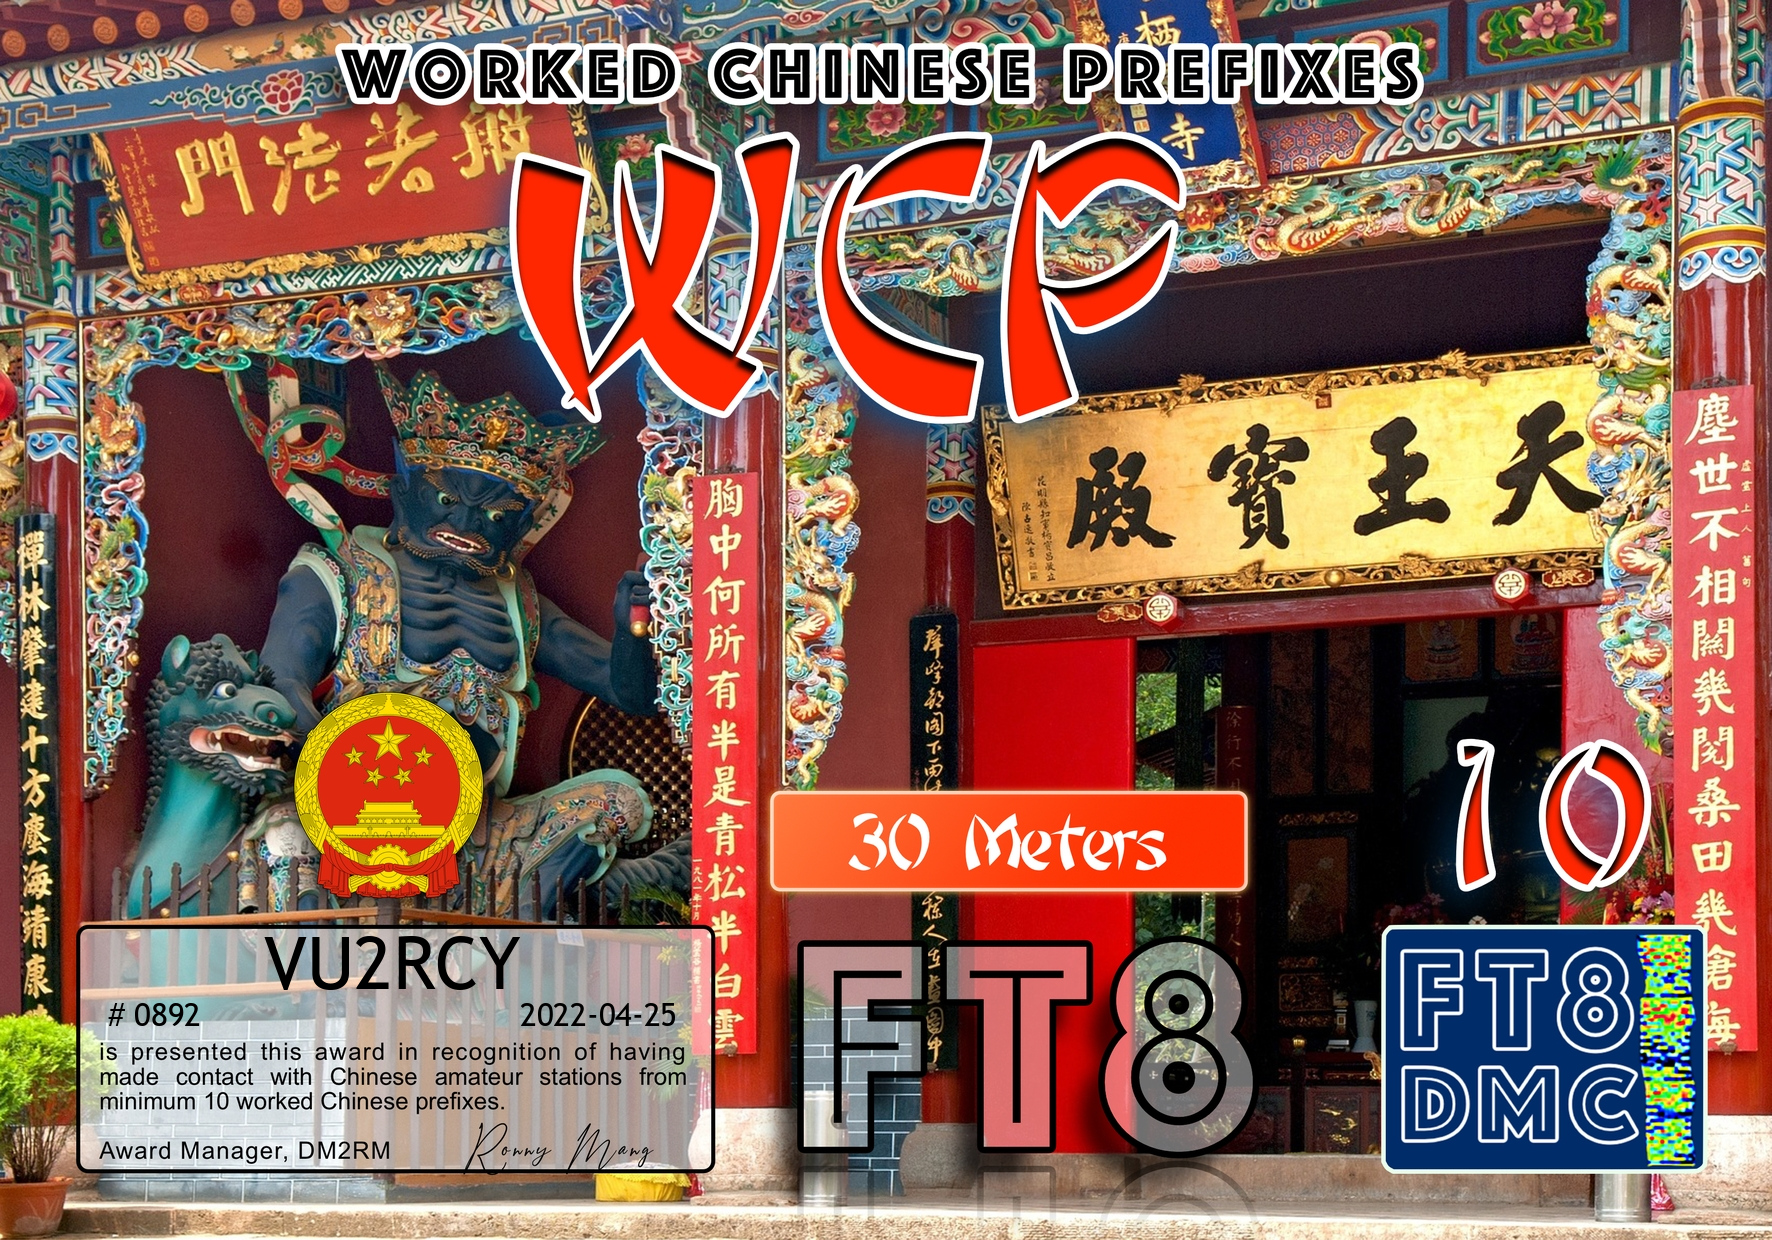 WORKED CHINESE PREFIXES
栖
寺
門法若般
WCP
天王寶殿
塵世不相關幾閱桑田幾滄海
胸中何所有半是青松半白雲
禪林肇建十方塵海清康
10
30 Meters
VU2RCY
# 0892 2022-04-25
is presented this award in recognition of having
made contact with Chinese amateur stations from
minimum 10 worked Chinese prefixes.
Award Manager, DM2RM Ronny Mang
FT8
FT8
DMC